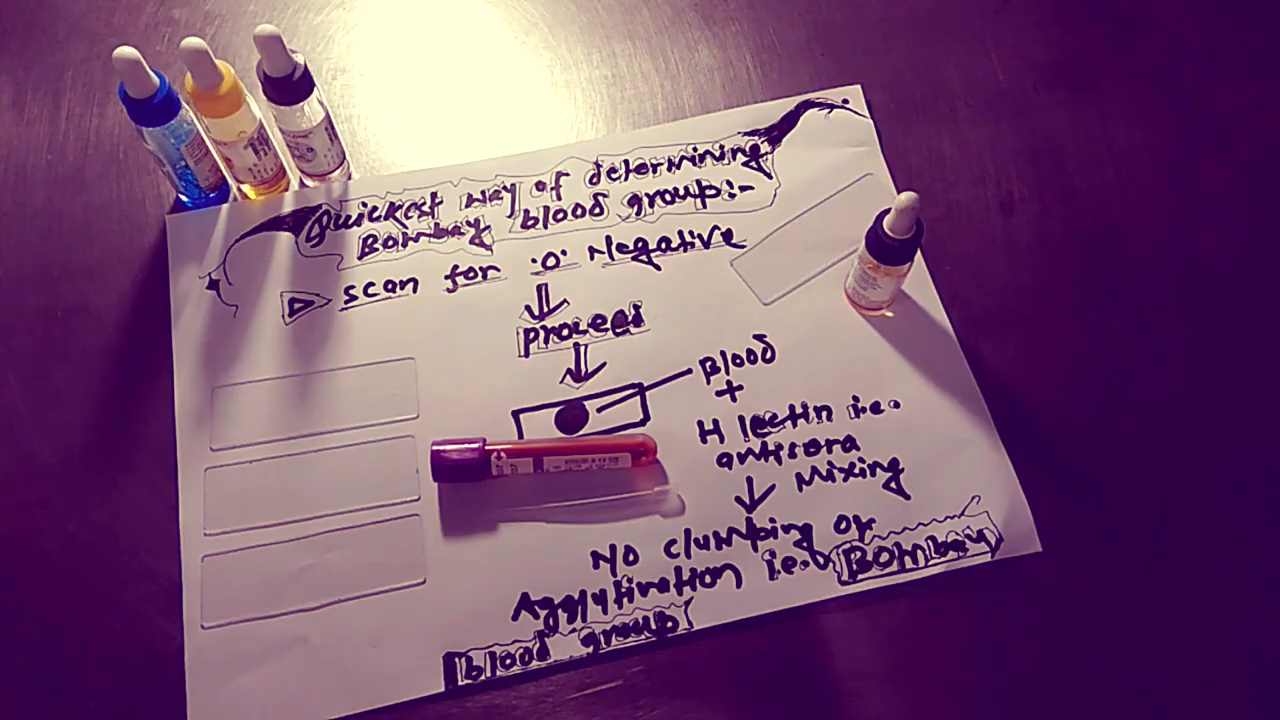 Quickest way of determining
Bombay blood group:-
scan for 'O' Negative
Process
Blood
+
H lectin i.e.
antisera
Mixing
No clumping or
Agglutination i.e.
Bombay
blood group